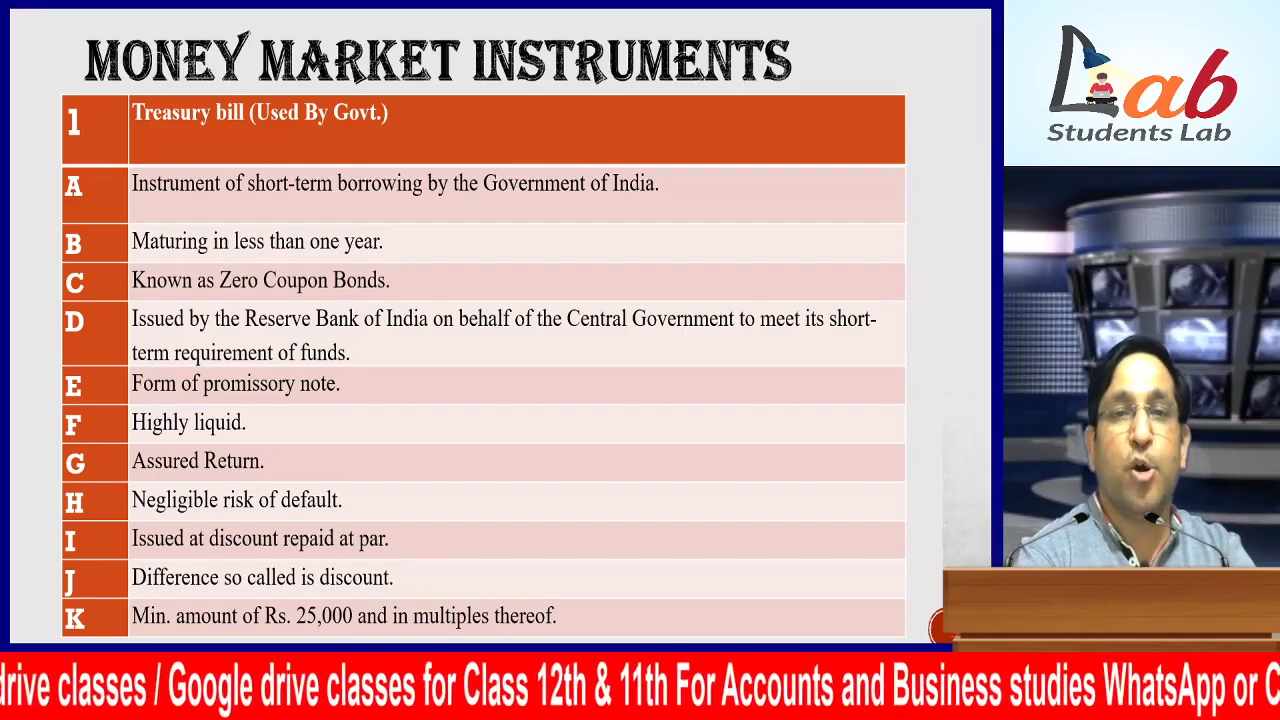 MONEY MARKET INSTRUMENTS
1 Treasury bill (Used By Govt.)
A Instrument of short-term borrowing by the Government of India.
B Maturing in less than one year.
C Known as Zero Coupon Bonds.
D Issued by the Reserve Bank of India on behalf of the Central Government to meet its short-
term requirement of funds.
E Form of promissory note.
F Highly liquid.
G Assured Return.
H Negligible risk of default.
I Issued at discount repaid at par.
J Difference so called is discount.
K Min. amount of Rs. 25,000 and in multiples thereof.
Lab
Students Lab
drive classes / Google drive classes for Class 12th & 11th For Accounts and Business studies WhatsApp or C